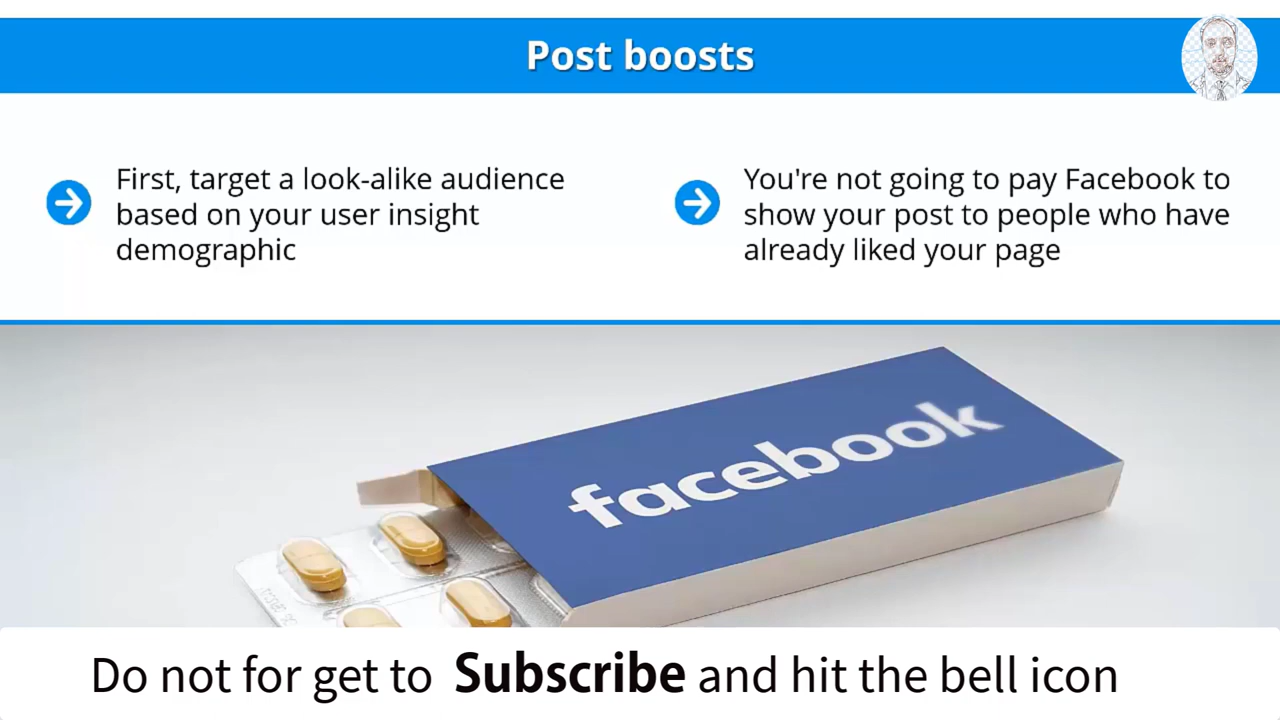 Post boosts
First, target a look-alike audience
based on your user insight
demographic
You're not going to pay Facebook to
show your post to people who have
already liked your page
facebook
Do not for get to Subscribe and hit the bell icon